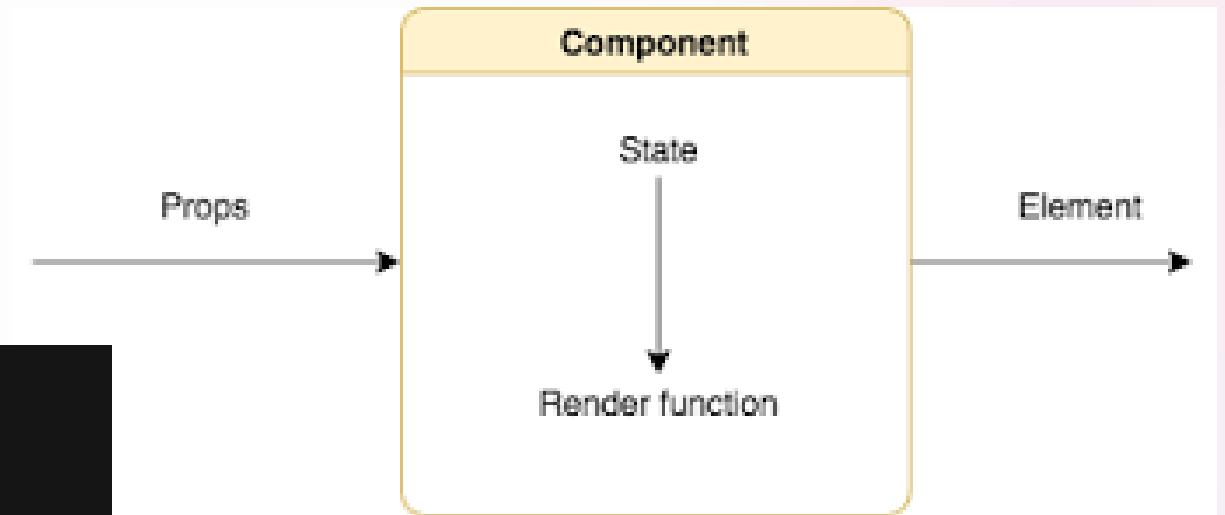 Component
State
Props
Element
Render function